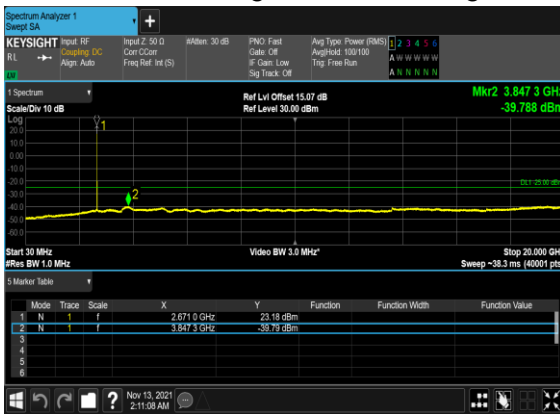 Spectrum Analyzer 1
Swept SA
+
KEYSIGHT Input: RF Input Z: 50 Ω #Atten: 30 dB PNO: Fast Avg Type: Power (RMS) 1 2 3 4 5 6
RL Coupling: DC Corr CCorr Gate: Off Avg|Hold: 100/100 A W W W W W
Align: Auto Freq Ref: Int (S) IF Gain: Low Trig: Free Run
Sig Track: Off A N N N N N
1 Spectrum Ref Lvl Offset 15.07 dB Mkr2 3.847 3 GHz
Scale/Div 10 dB Ref Level 30.00 dBm -39.788 dBm
Log
20.0
10.0
0.00
-10.0
-20.0
-30.0
-40.0
-50.0
-60.0
1
2
DL1 -25.00 dBm
Start 30 MHz Video BW 3.0 MHz* Stop 20.000 GHz
#Res BW 1.0 MHz Sweep ~38.3 ms (40001 pts)
5 Marker Table
Mode Trace Scale X Y Function Function Width Function Value
1 N 1 f 2.671 0 GHz 23.18 dBm
2 N 1 f 3.847 3 GHz -39.79 dBm
3
4
5
6
? Nov 13, 2021
2:11:08 AM